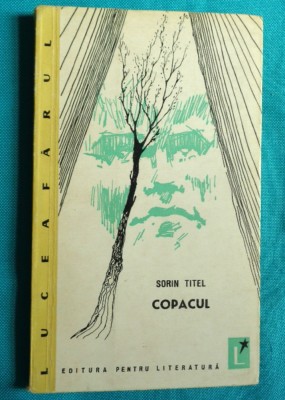 LUCEAFĂRUL
SORIN TITEL
COPACUL
L
EDITURA PENTRU LITERATURĂ